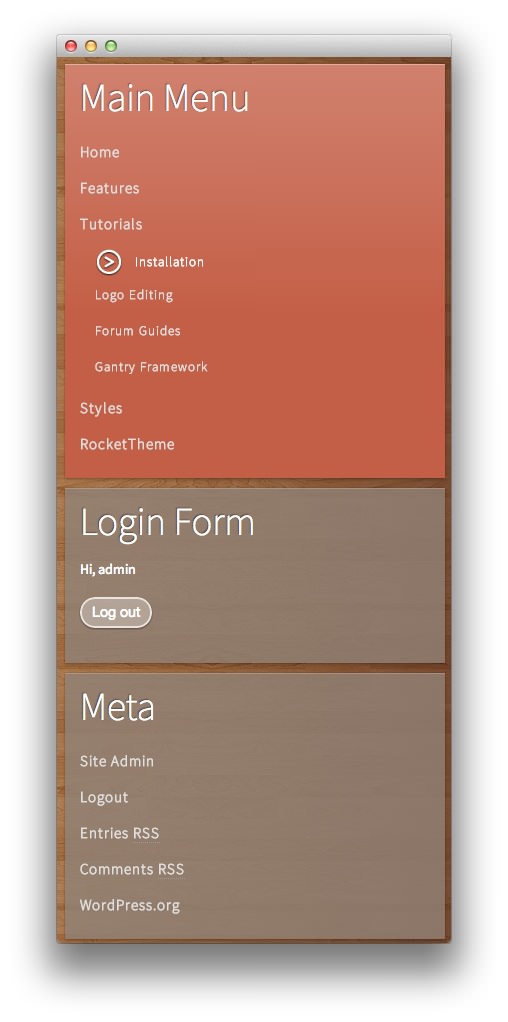 Main Menu
Home
Features
Tutorials
Installation
Logo Editing
Forum Guides
Gantry Framework
Styles
RocketTheme
Login Form
Hi, admin
Log out
Meta
Site Admin
Logout
Entries RSS
Comments RSS
WordPress.org